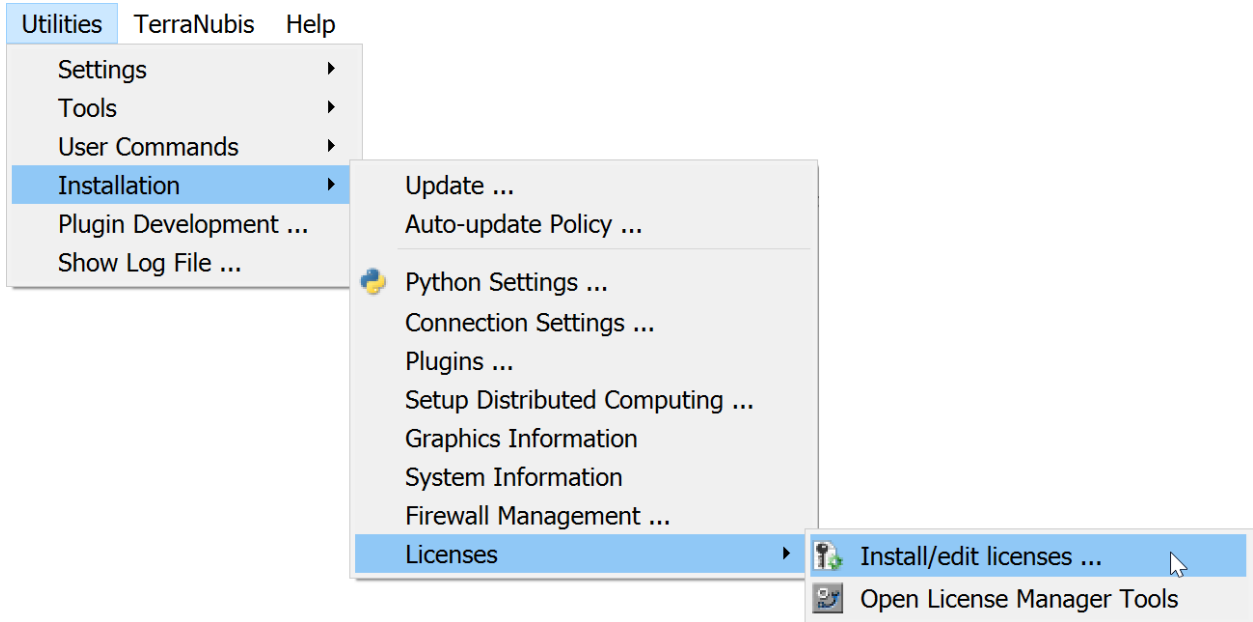 Utilities TerraNubis Help
Settings
Tools
User Commands
Installation
Plugin Development ...
Show Log File ...
Update ...
Auto-update Policy ...
Python Settings ...
Connection Settings ...
Plugins ...
Setup Distributed Computing ...
Graphics Information
System Information
Firewall Management ...
Licenses
Install/edit licenses ...
Open License Manager Tools